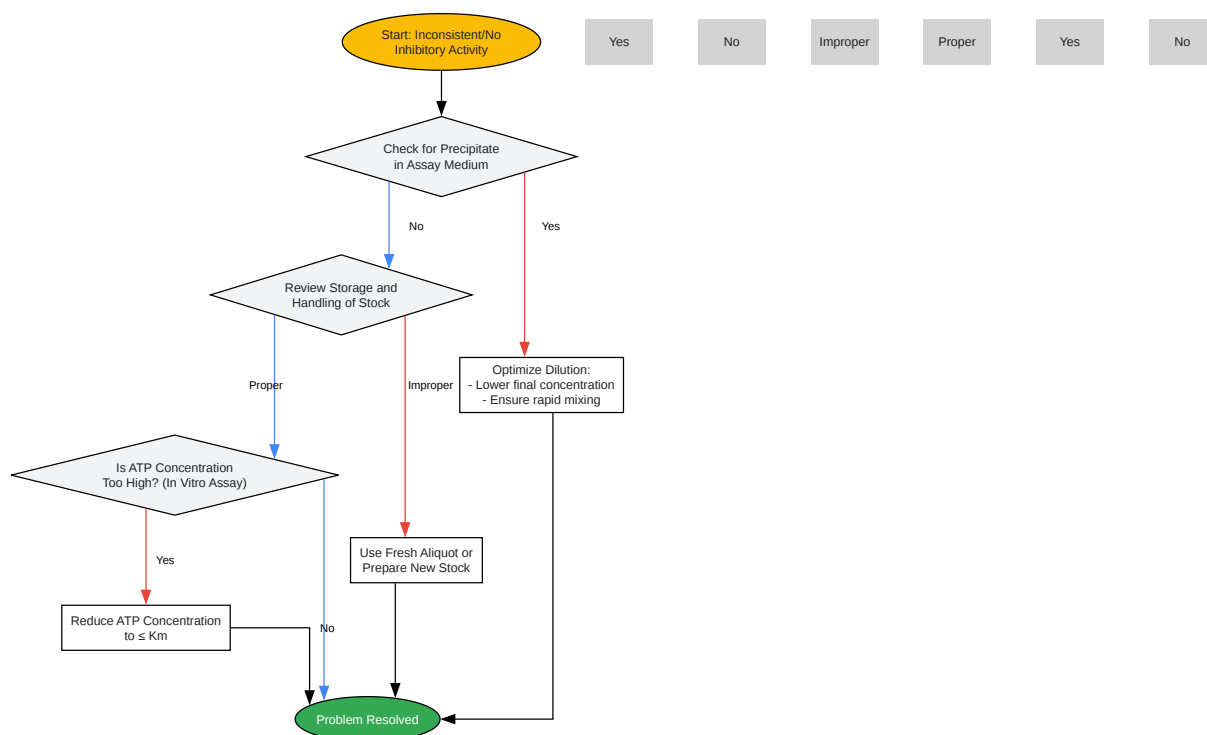 Start: Inconsistent/No
Inhibitory Activity
Yes
No
Improper
Proper
Yes
No
Check for Precipitate
in Assay Medium
No
Yes
Review Storage and
Handling of Stock
Optimize Dilution:
- Lower final concentration
- Ensure rapid mixing
Proper
Improper
Is ATP Concentration
Too High? (In Vitro Assay)
Use Fresh Aliquot or
Prepare New Stock
Yes
Reduce ATP Concentration
to ≤ Km
No
Problem Resolved